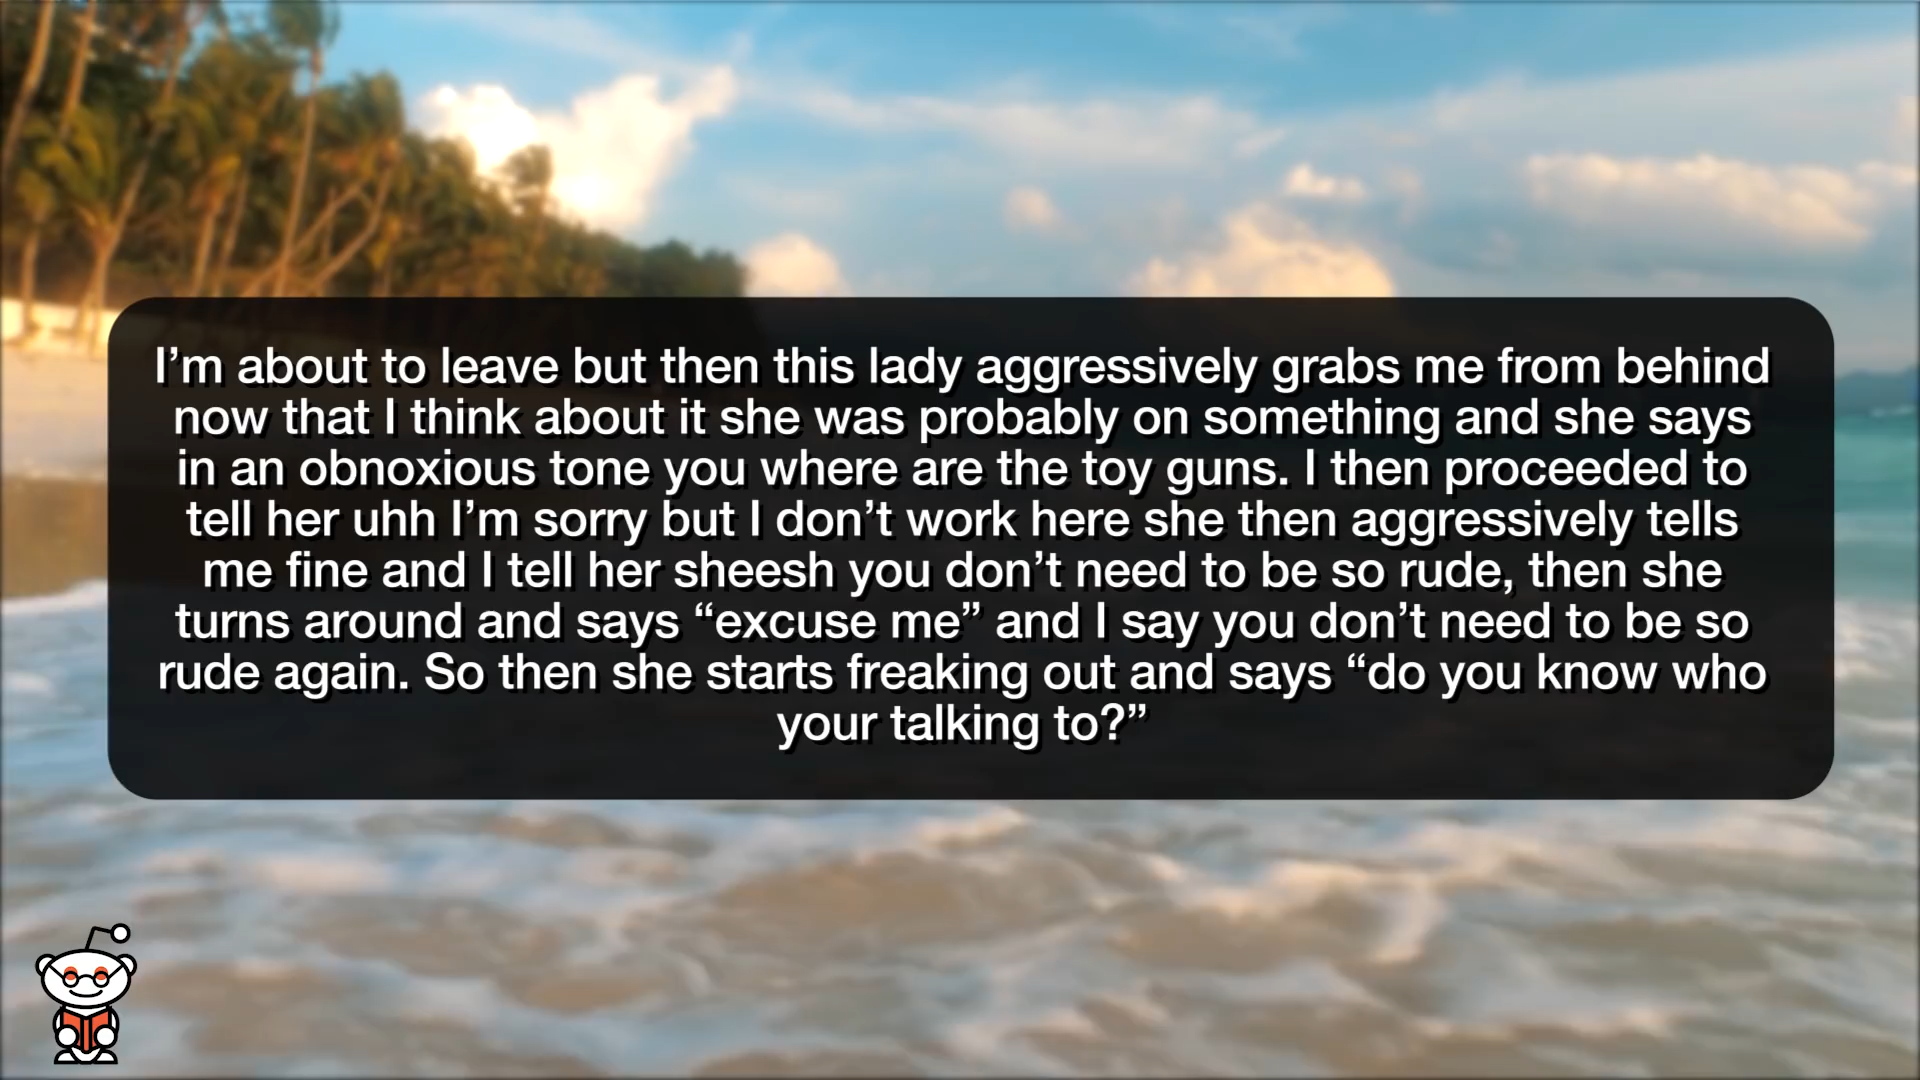 I’m about to leave but then this lady aggressively grabs me from behind
now that I think about it she was probably on something and she says
in an obnoxious tone you where are the toy guns. I then proceeded to
tell her uhh I’m sorry but I don’t work here she then aggressively tells
me fine and I tell her sheesh you don’t need to be so rude, then she
turns around and says “excuse me” and I say you don’t need to be so
rude again. So then she starts freaking out and says “do you know who
your talking to?”